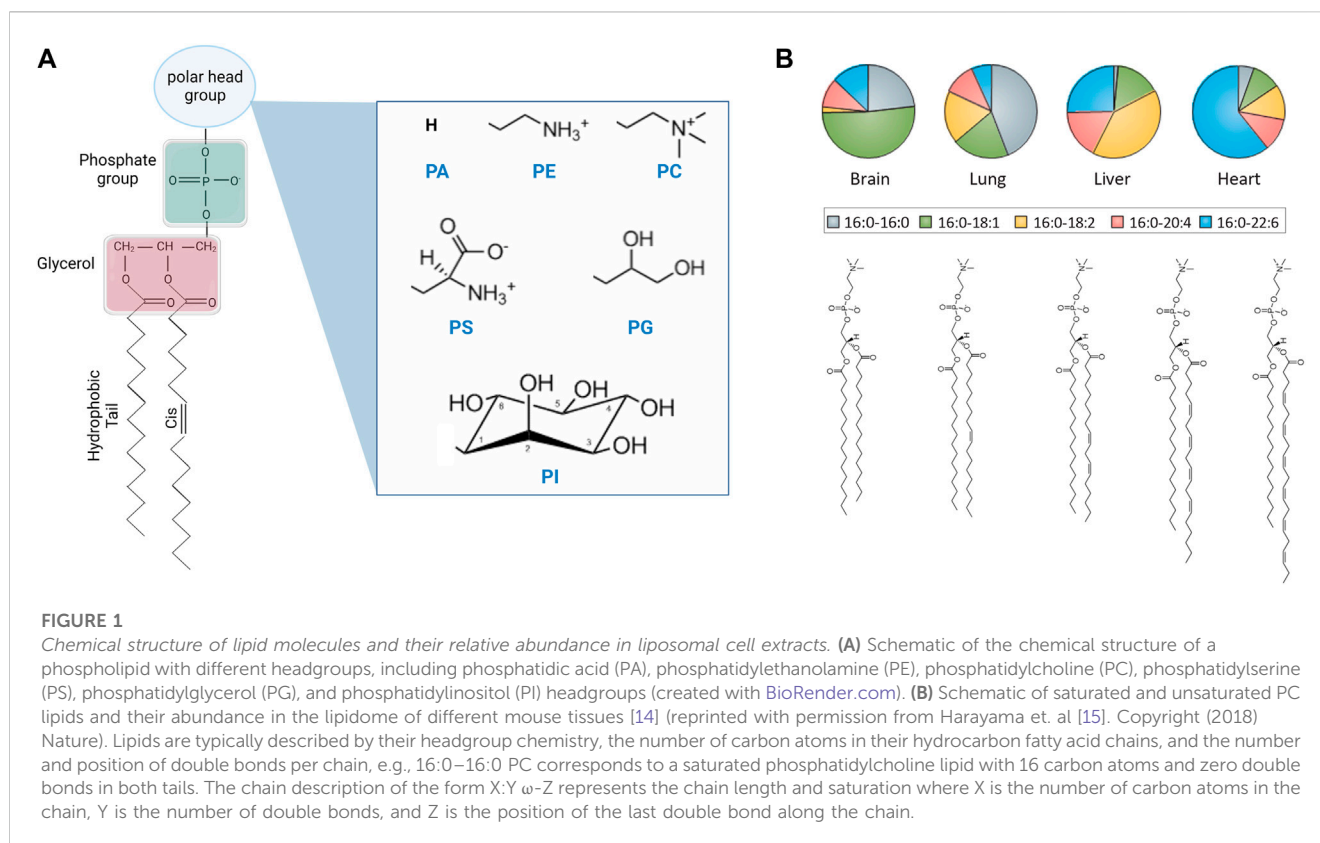 A
polar head
group
O
Phosphate
group
O=P—O-
O
Glycerol
CH2 — CH — CH2
O O
O O
Hydrophobic
Tail
Cis
H
NH3+
N+
PA
PE
PC
O
O-
H
NH3+
PS
OH
OH
PG
OH
HO
OH
OH
OH
6
5
4
1
2
3
PI
B
Brain
Lung
Liver
Heart
16:0-16:0 16:0-18:1 16:0-18:2 16:0-20:4 16:0-22:6
FIGURE 1
Chemical structure of lipid molecules and their relative abundance in liposomal cell extracts. (A) Schematic of the chemical structure of a
phospholipid with different headgroups, including phosphatidic acid (PA), phosphatidylethanolamine (PE), phosphatidylcholine (PC), phosphatidylserine
(PS), phosphatidylglycerol (PG), and phosphatidylinositol (PI) headgroups (created with BioRender.com). (B) Schematic of saturated and unsaturated PC
lipids and their abundance in the lipidome of different mouse tissues [14] (reprinted with permission from Harayama et. al [15]. Copyright (2018)
Nature). Lipids are typically described by their headgroup chemistry, the number of carbon atoms in their hydrocarbon fatty acid chains, and the number
and position of double bonds per chain, e.g., 16:0–16:0 PC corresponds to a saturated phosphatidylcholine lipid with 16 carbon atoms and zero double
bonds in both tails. The chain description of the form X:Y ω-Z represents the chain length and saturation where X is the number of carbon atoms in the
chain, Y is the number of double bonds, and Z is the position of the last double bond along the chain.